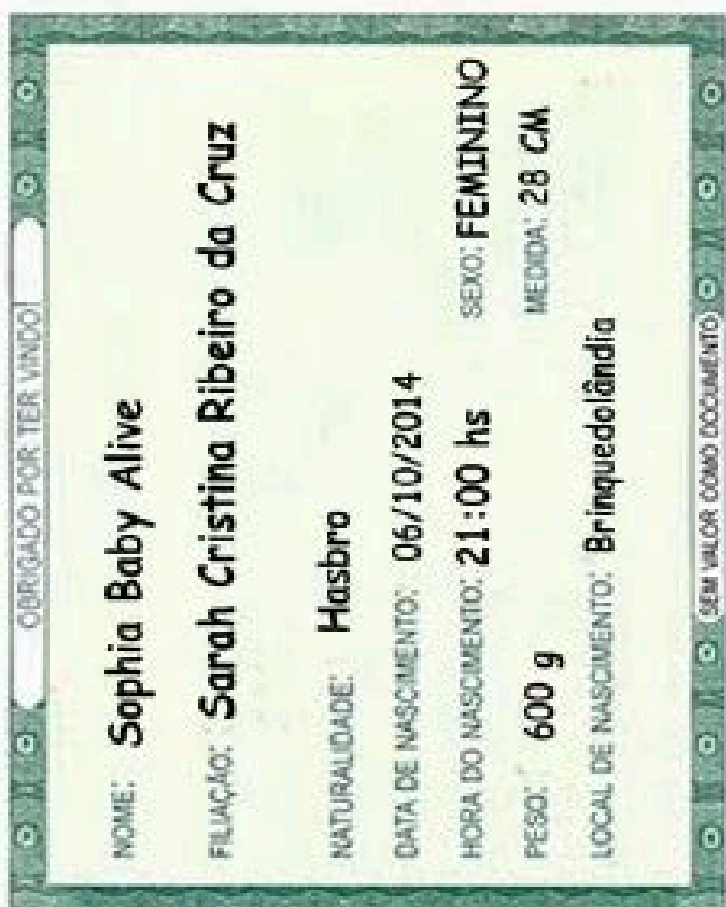 OBRIGADO POR TER VINDO!
NOME: Sophia Baby Alive
FILIAÇÃO: Sarah Cristina Ribeiro da Cruz
NATURALIDADE: Hasbro
DATA DE NASCIMENTO: 06/10/2014
HORA DO NASCIMENTO: 21:00 hs SEXO: FEMININO
PESO: 600 g MEDIDA: 28 CM
LOCAL DE NASCIMENTO: Brinquedolândia
SEM VALOR COMO DOCUMENTO